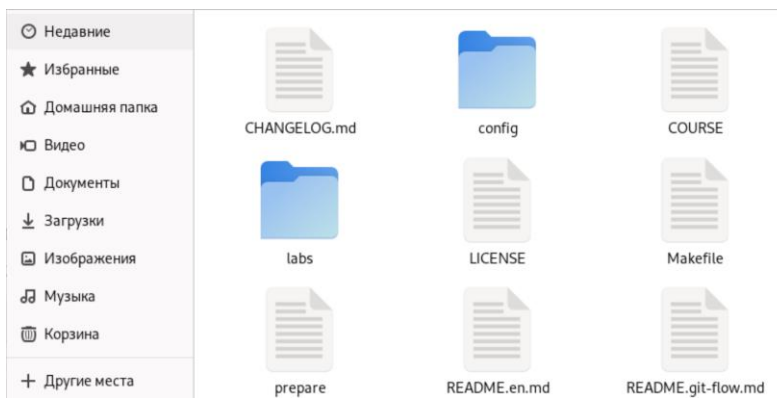 Недавние
Избранные
Домашняя папка
Видео
Документы
Загрузки
Изображения
Музыка
Корзина
Другие места
CHANGELOG.md
config
COURSE
labs
LICENSE
Makefile
prepare
README.en.md
README.git-flow.md